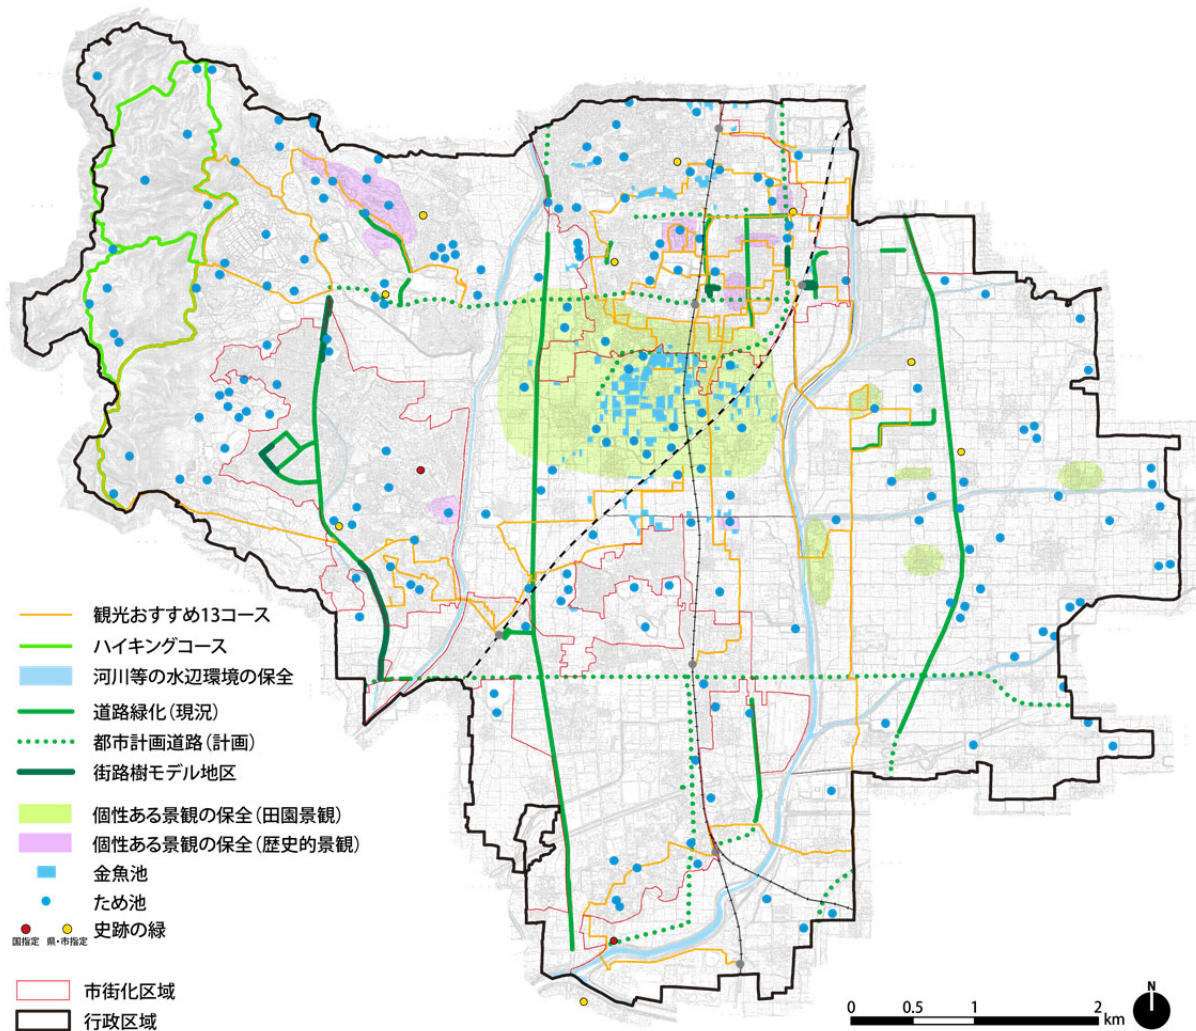 観光おすすめ13コース
ハイキングコース
河川等の水辺環境の保全
道路緑化(現況)
都市計画道路(計画)
街路樹モデル地区
個性ある景観の保全(田園景観)
個性ある景観の保全(歴史的景観)
金魚池
ため池
史跡の緑
国指定 県・市指定
市街化区域
行政区域
0 0.5 1 2 km
N